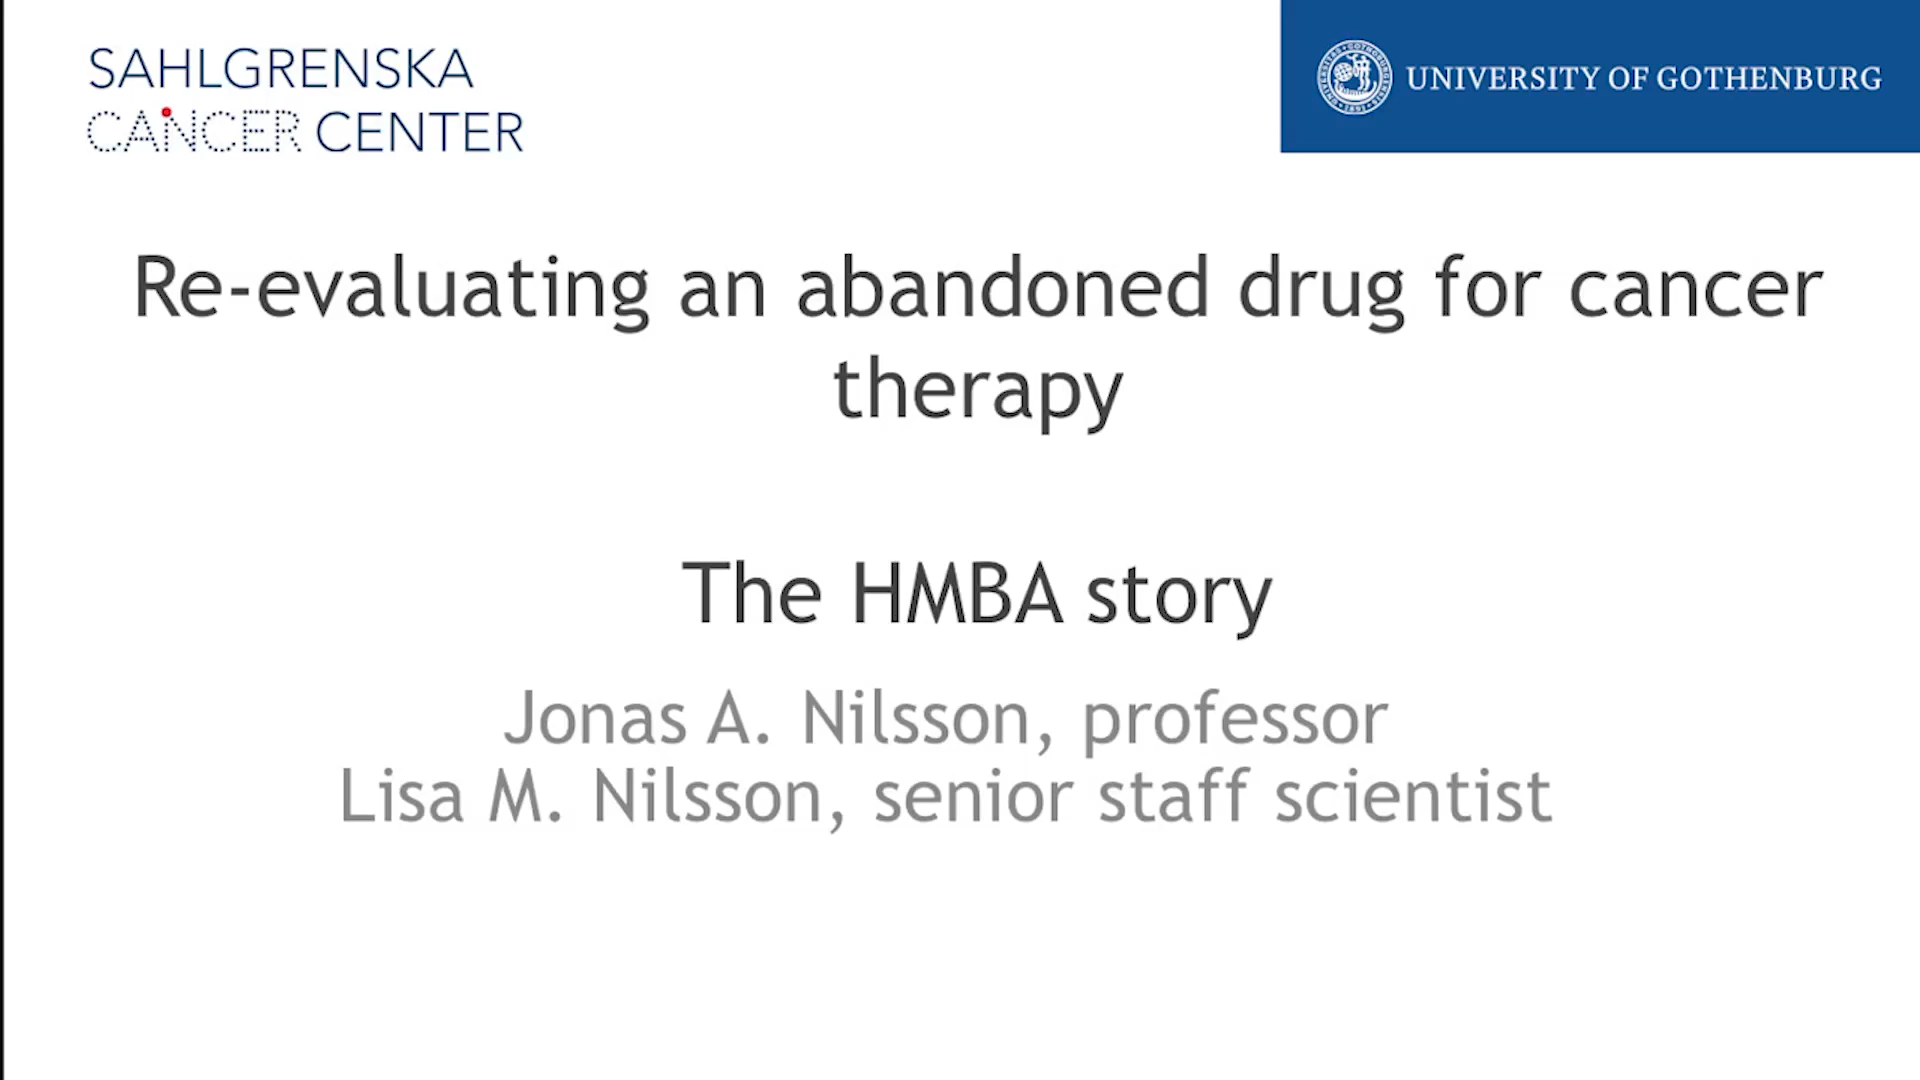 SAHLGRENSKA
CANCER CENTER
UNIVERSITY OF GOTHENBURG
Re-evaluating an abandoned drug for cancer
therapy
The HMBA story
Jonas A. Nilsson, professor
Lisa M. Nilsson, senior staff scientist